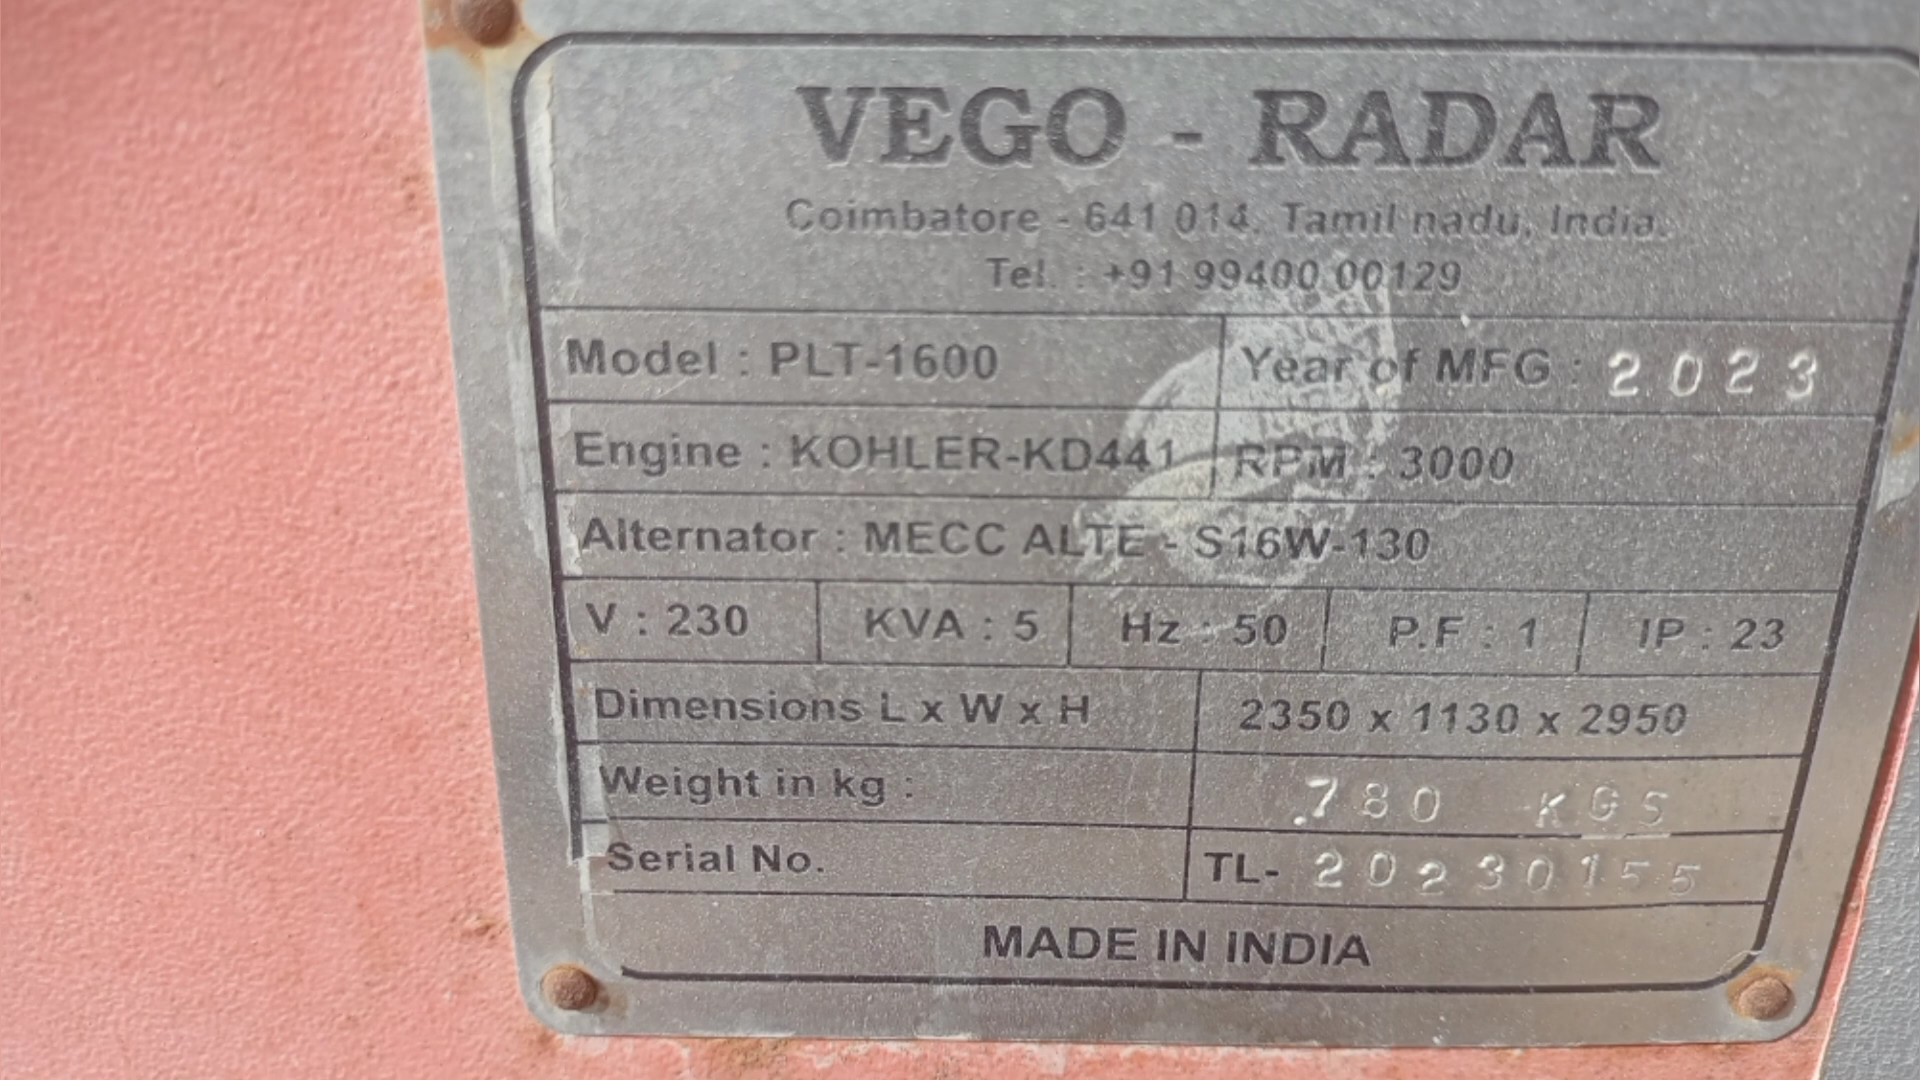 VEGO - RADAR
Coimbatore - 641 014. Tamil nadu, India.
Tel. : +91 99400 00129
Model : PLT-1600 Year of MFG : 2023
Engine : KOHLER-KD441 RPM : 3000
Alternator : MECC ALTE - S16W-130
V : 230 KVA : 5 Hz : 50 P.F : 1 IP : 23
Dimensions L x W x H 2350 x 1130 x 2950
Weight in kg : 780 KGS
Serial No. TL- 20230155
MADE IN INDIA